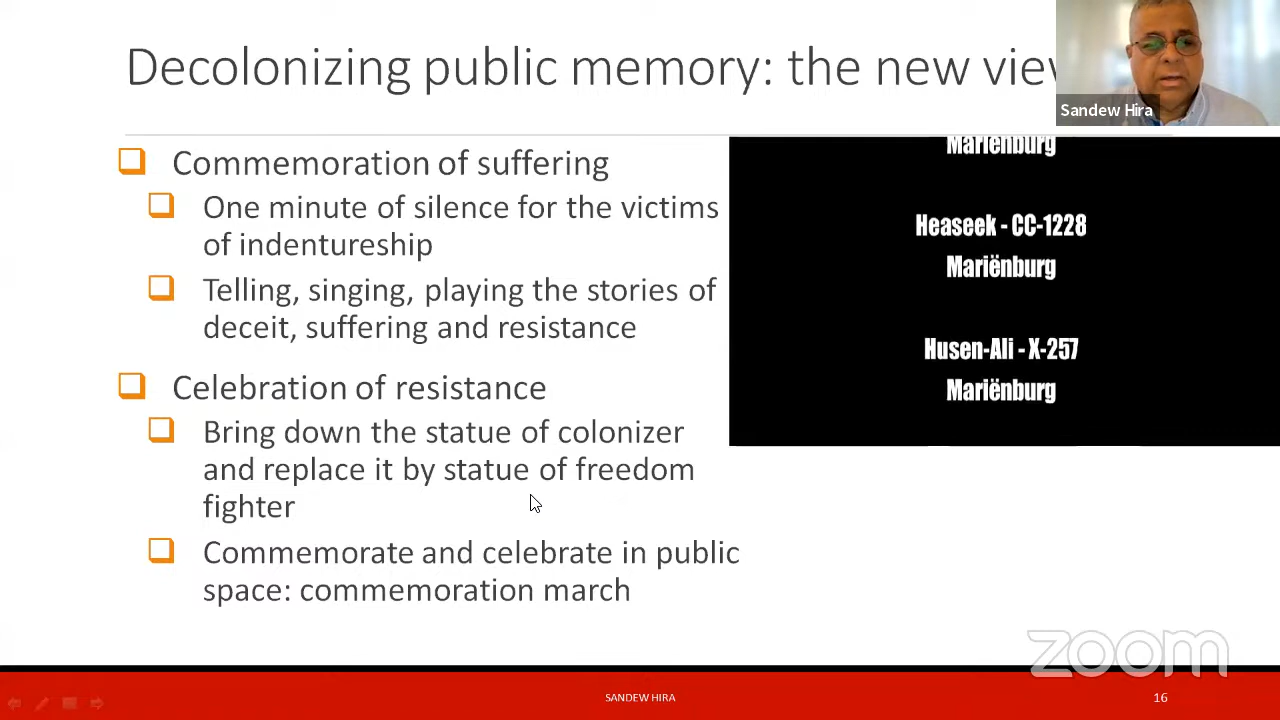 Decolonizing public memory: the new vie
Sandew Hira
Commemoration of suffering
One minute of silence for the victims
of indentureship
Telling, singing, playing the stories of
deceit, suffering and resistance
Celebration of resistance
Bring down the statue of colonizer
and replace it by statue of freedom
fighter
Commemorate and celebrate in public
space: commemoration march
Mariënburg
Heaseek - CC-1228
Mariënburg
Husen-Ali - X-257
Mariënburg
zoom
SANDEW HIRA
16